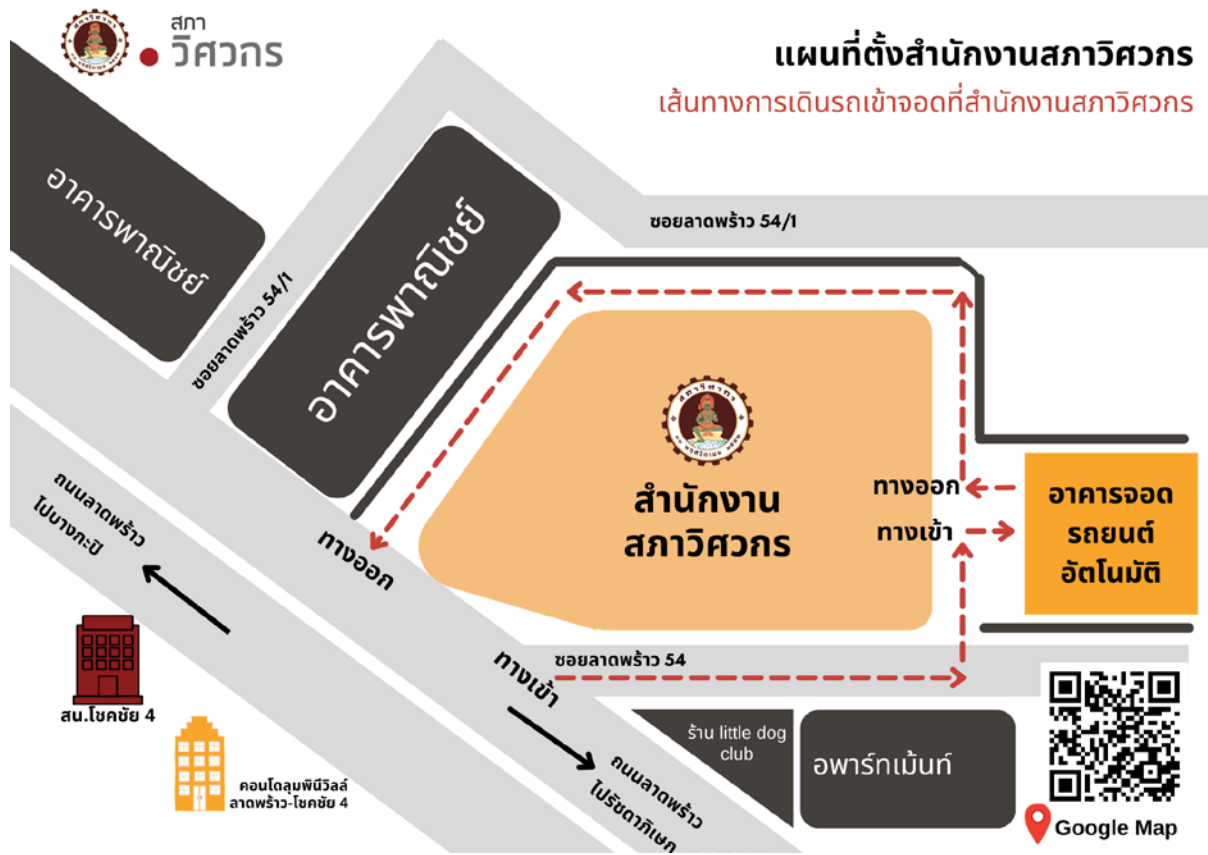 สภา
วิศวกร
แผนที่ตั้งสำนักงานสภาวิศวกร
เส้นทางการเดินรถเข้าจอดที่สำนักงานสภาวิศวกร
อาคารพาณิชย์
อาคารพาณิชย์
ซอยลาดพร้าว 54/1
ซอยลาดพร้าว 54/1
สภาวิศวกร
สำนักงาน
สภาวิศวกร
ทางออก
ทางเข้า
อาคารจอด
รถยนต์
อัตโนมัติ
ทางออก
ถนนลาดพร้าว
ไปบางกะปิ
ทางเข้า
ซอยลาดพร้าว 54
สน.โชคชัย 4
คอนโดลุมพินีวิลล์
ลาดพร้าว-โชคชัย 4
ถนนลาดพร้าว
ไปรัชดาภิเษก
ร้าน little dog
club
อพาร์ทเม้นท์
Google Map